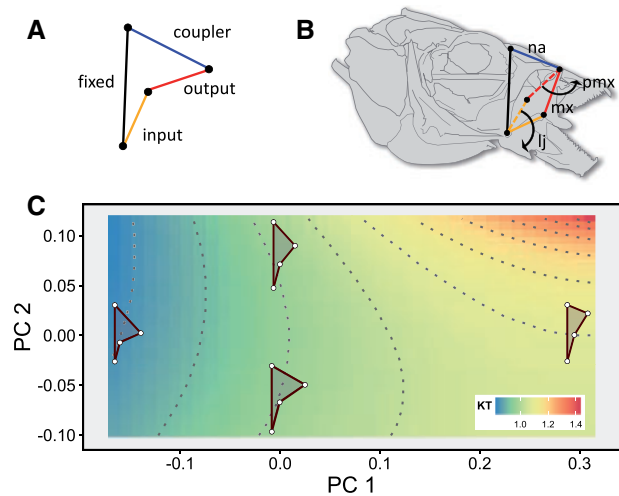 A
coupler
fixed
output
input
B
na
pmx
mx
lj
C
PC 2
0.10
0.05
0.00
-0.05
-0.10
KT
1.0 1.2 1.4
-0.1 0.0 0.1 0.2 0.3
PC 1